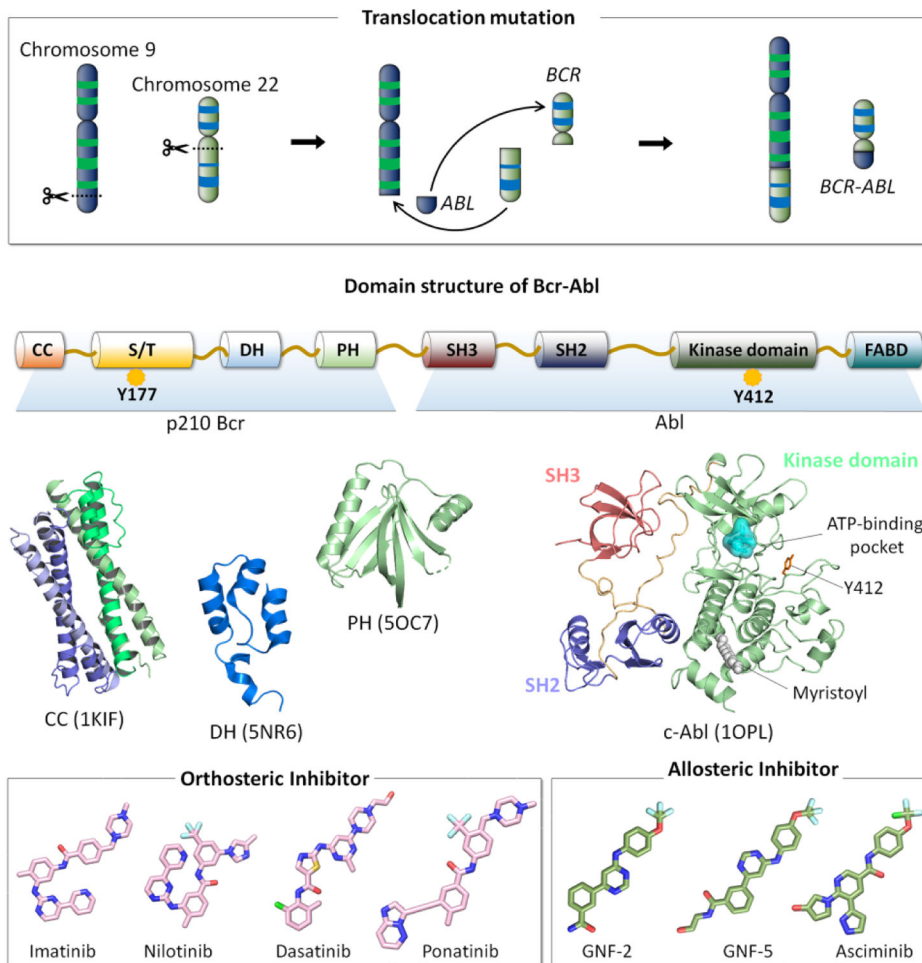 Translocation mutation
Chromosome 9
Chromosome 22
BCR
ABL
BCR-ABL
Domain structure of Bcr-Abl
CC
S/T
DH
PH
SH3
SH2
Kinase domain
FABD
Y177
Y412
p210 Bcr
Abl
SH3
Kinase domain
ATP-binding
pocket
Y412
PH (5OC7)
SH2
Myristoyl
CC (1KIF)
DH (5NR6)
c-Abl (1OPL)
Orthosteric Inhibitor
Allosteric Inhibitor
Imatinib
Nilotinib
Dasatinib
Ponatinib
GNF-2
GNF-5
Asciminib